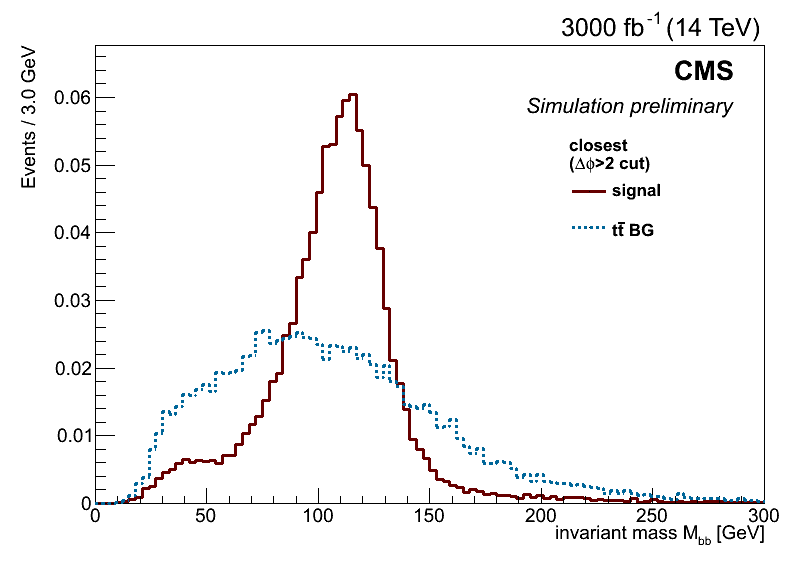 3000 fb⁻¹ (14 TeV)
CMS
Simulation preliminary
closest
(Δϕ>2 cut)
signal
tt̄ BG
Events / 3.0 GeV
0.06
0.05
0.04
0.03
0.02
0.01
0
0 50 100 150 200 250 300
invariant mass M_bb [GeV]